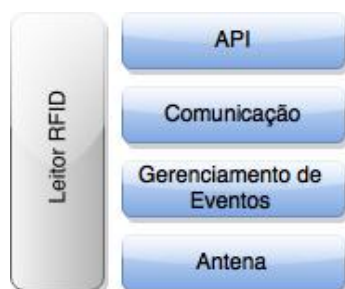 Leitor RFID
API
Comunicação
Gerenciamento de
Eventos
Antena